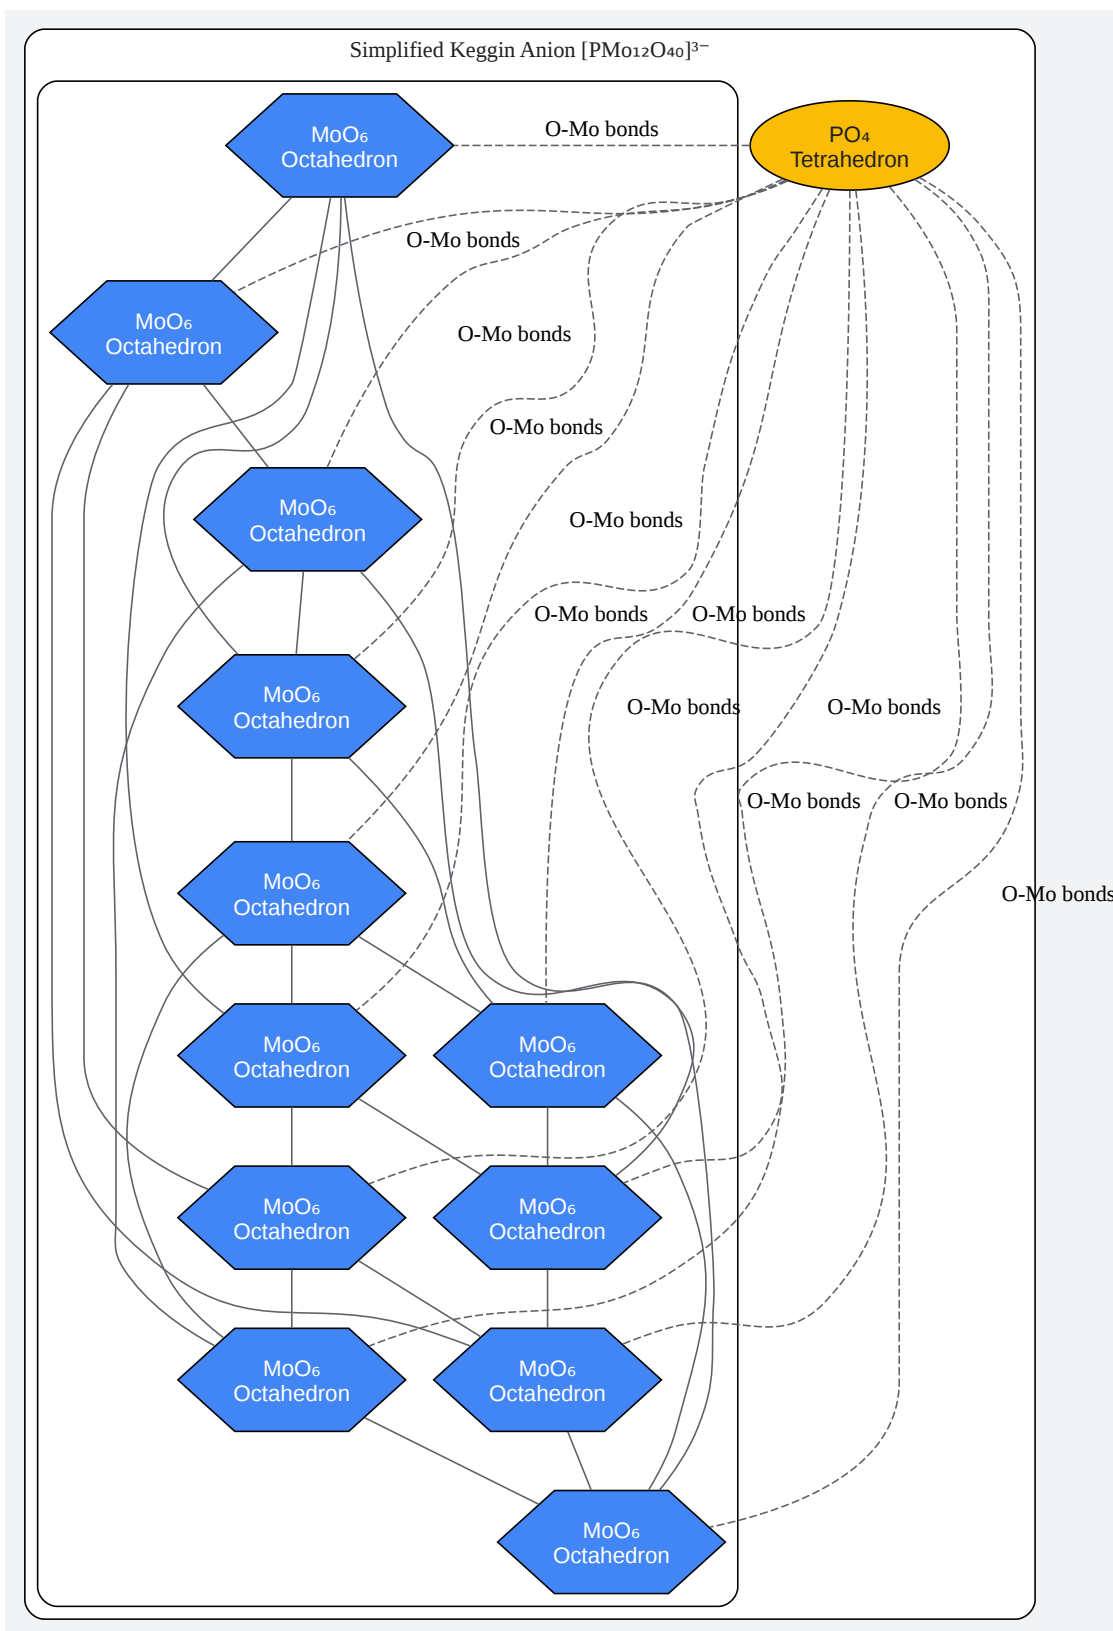 Simplified Keggin Anion [PMo₁₂O₄₀]³⁻
MoO₆
Octahedron
O-Mo bonds
PO₄
Tetrahedron
O-Mo bonds
MoO₆
Octahedron
O-Mo bonds
O-Mo bonds
MoO₆
Octahedron
O-Mo bonds
O-Mo bonds
O-Mo bonds
MoO₆
Octahedron
O-Mo bonds
O-Mo bonds
O-Mo bonds
O-Mo bonds
MoO₆
Octahedron
O-Mo bonds
MoO₆
Octahedron
MoO₆
Octahedron
MoO₆
Octahedron
MoO₆
Octahedron
MoO₆
Octahedron
MoO₆
Octahedron
MoO₆
Octahedron